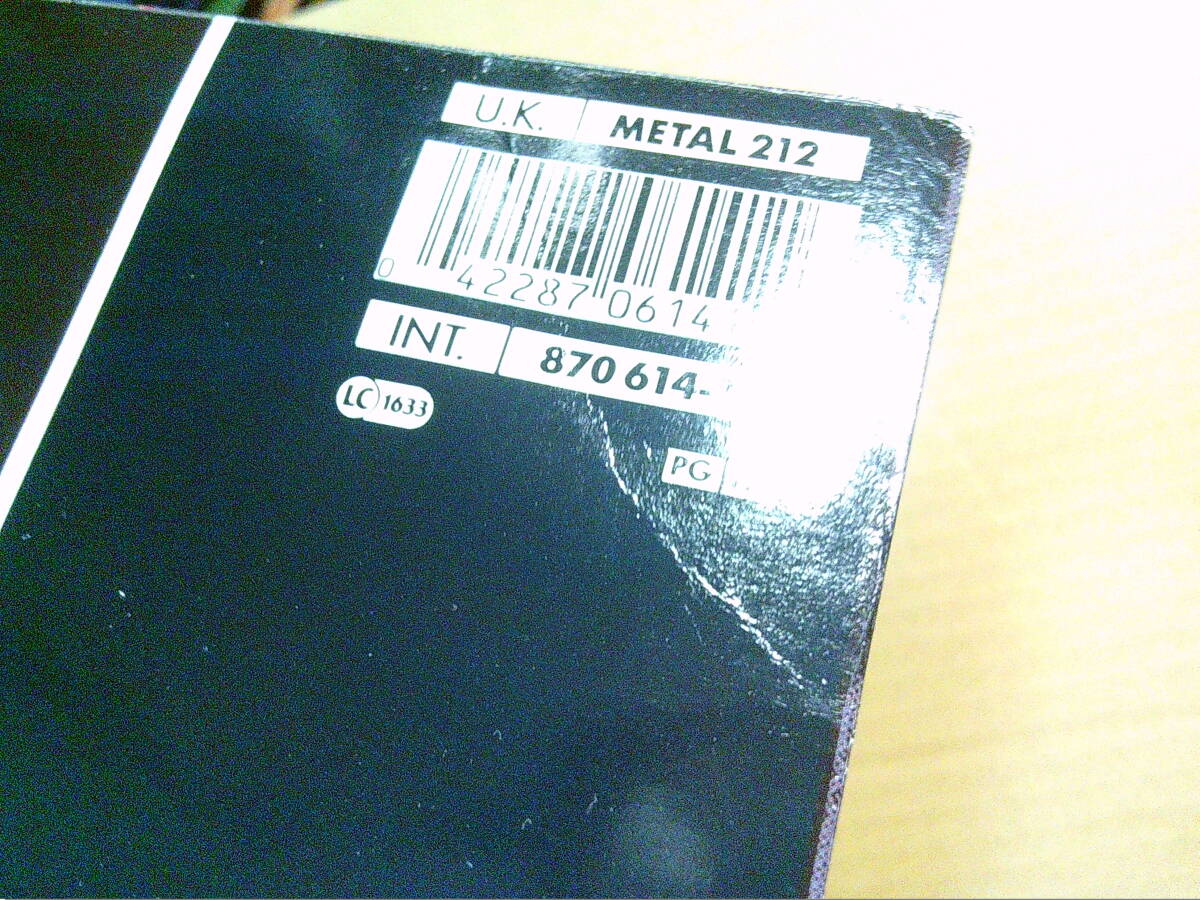 U.K. METAL 212
0 42287 0614
INT. 870 614-
LC 1633
PG